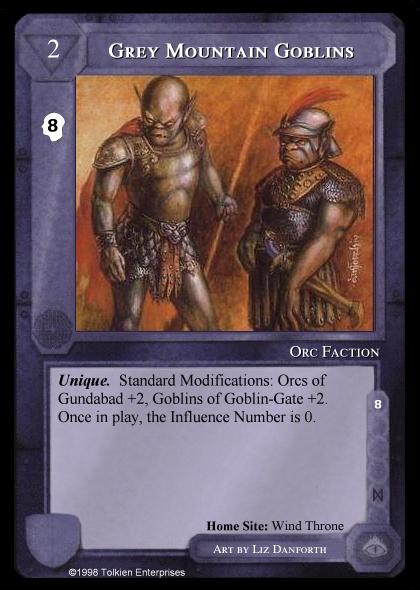 2
Grey Mountain Goblins
8
Orc Faction
Unique. Standard Modifications: Orcs of
Gundabad +2, Goblins of Goblin-Gate +2.
Once in play, the Influence Number is 0.
8
Home Site: Wind Throne
Art by Liz Danforth
©1998 Tolkien Enterprises